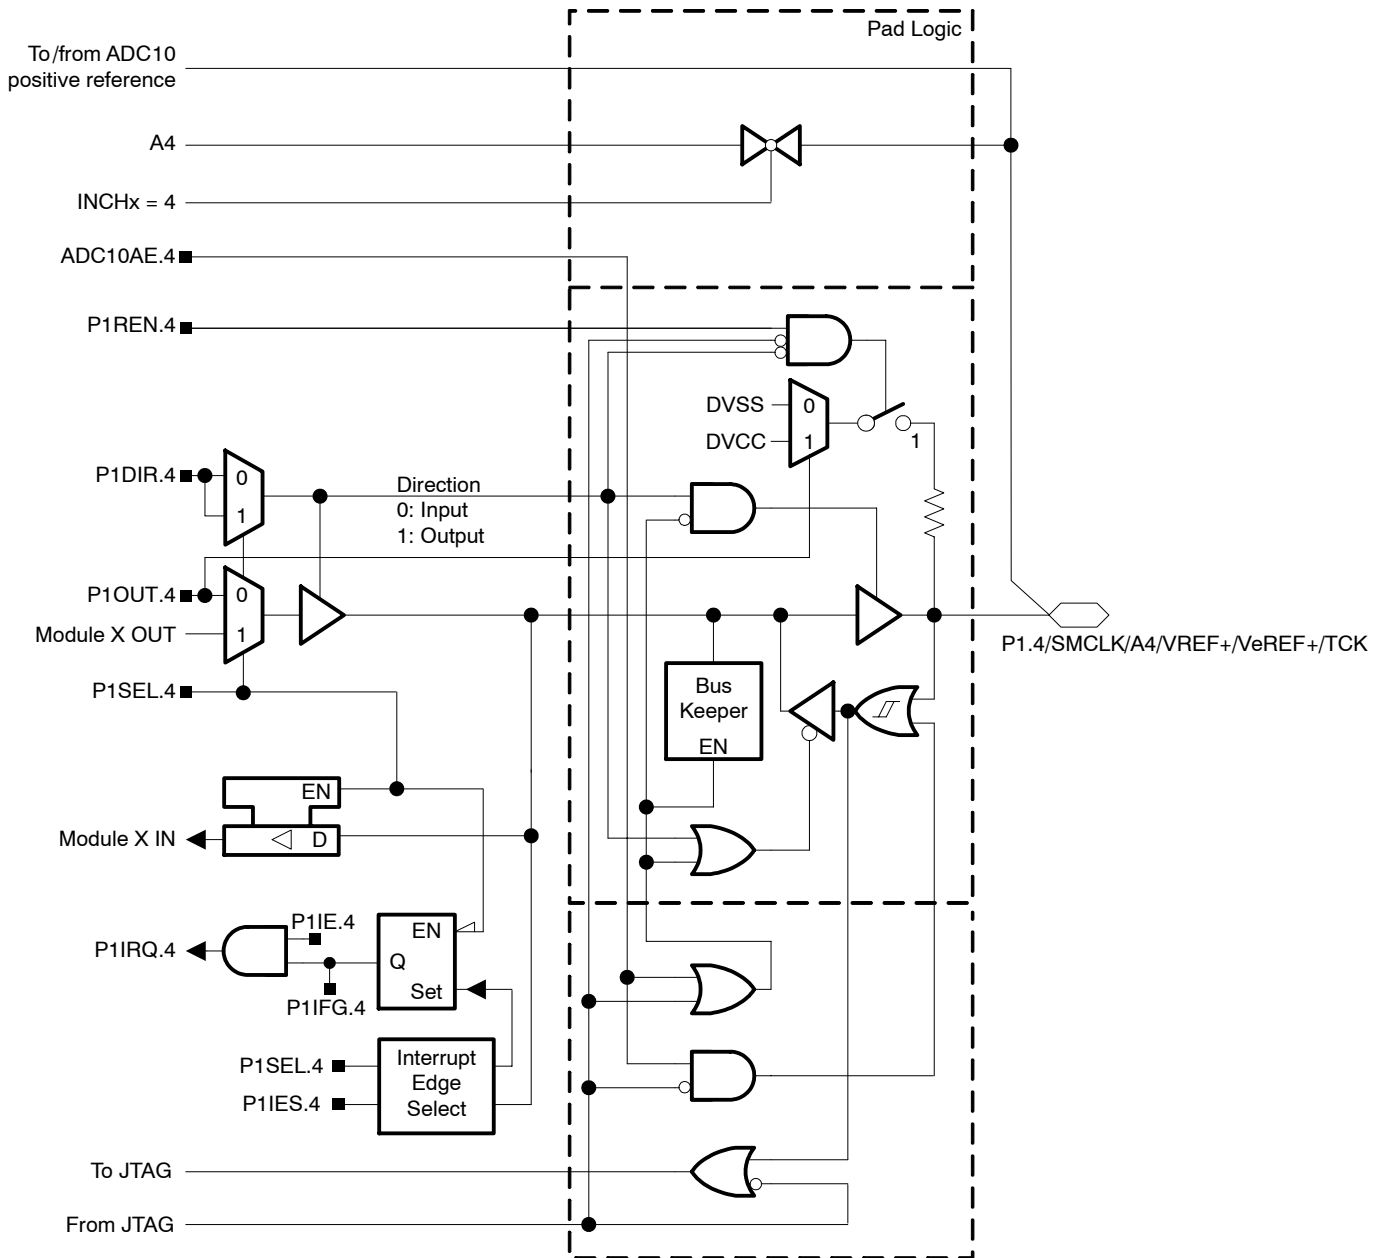 Pad Logic
To/from ADC10
positive reference
A4
INCHx = 4
ADC10AE.4
P1REN.4
DVSS
0
DVCC
1
1
P1DIR.4
0
1
Direction
0: Input
1: Output
P1OUT.4
0
Module X OUT
1
P1SEL.4
P1.4/SMCLK/A4/VREF+/VeREF+/TCK
Bus
Keeper
EN
EN
Module X IN
D
P1IE.4
P1IRQ.4
EN
Q
Set
P1IFG.4
P1SEL.4
P1IES.4
Interrupt
Edge
Select
To JTAG
From JTAG